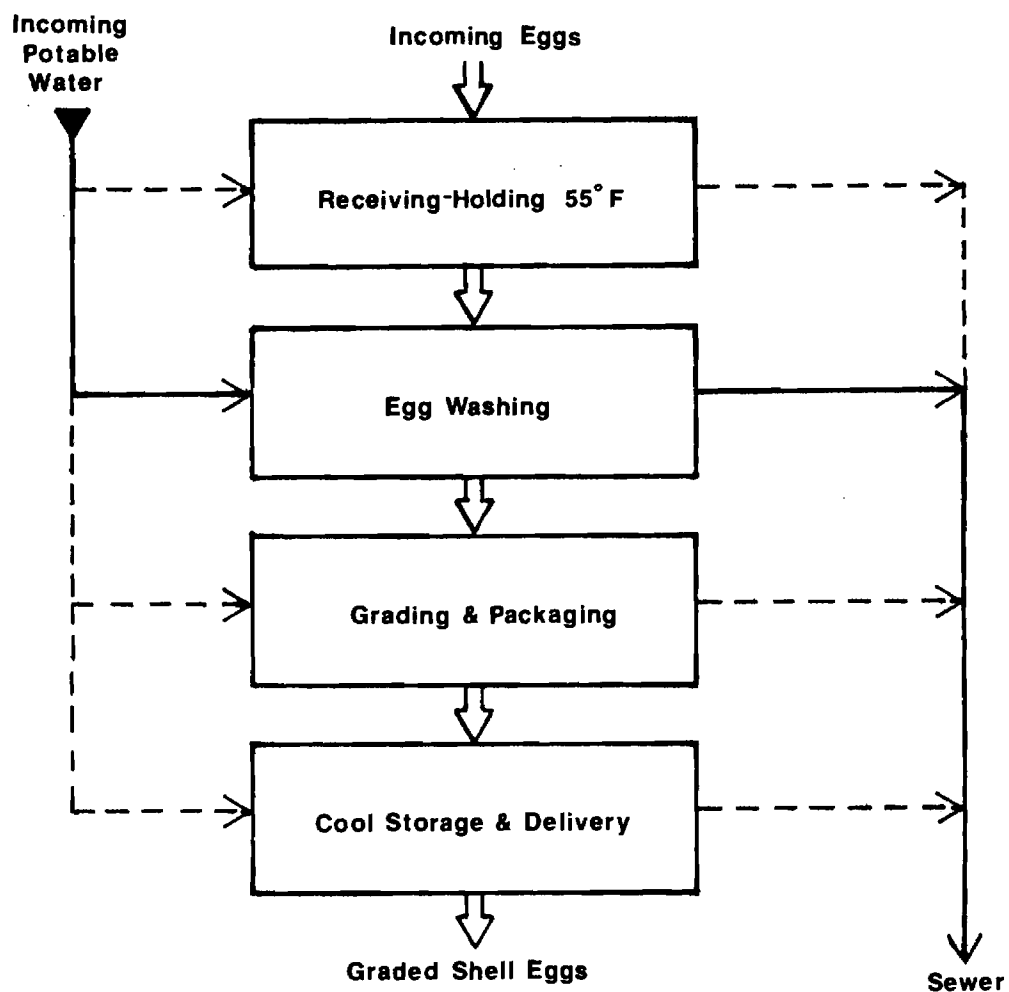 Incoming
Potable
Water
Incoming Eggs
Receiving-Holding 55°F
Egg Washing
Grading & Packaging
Cool Storage & Delivery
Graded Shell Eggs
Sewer